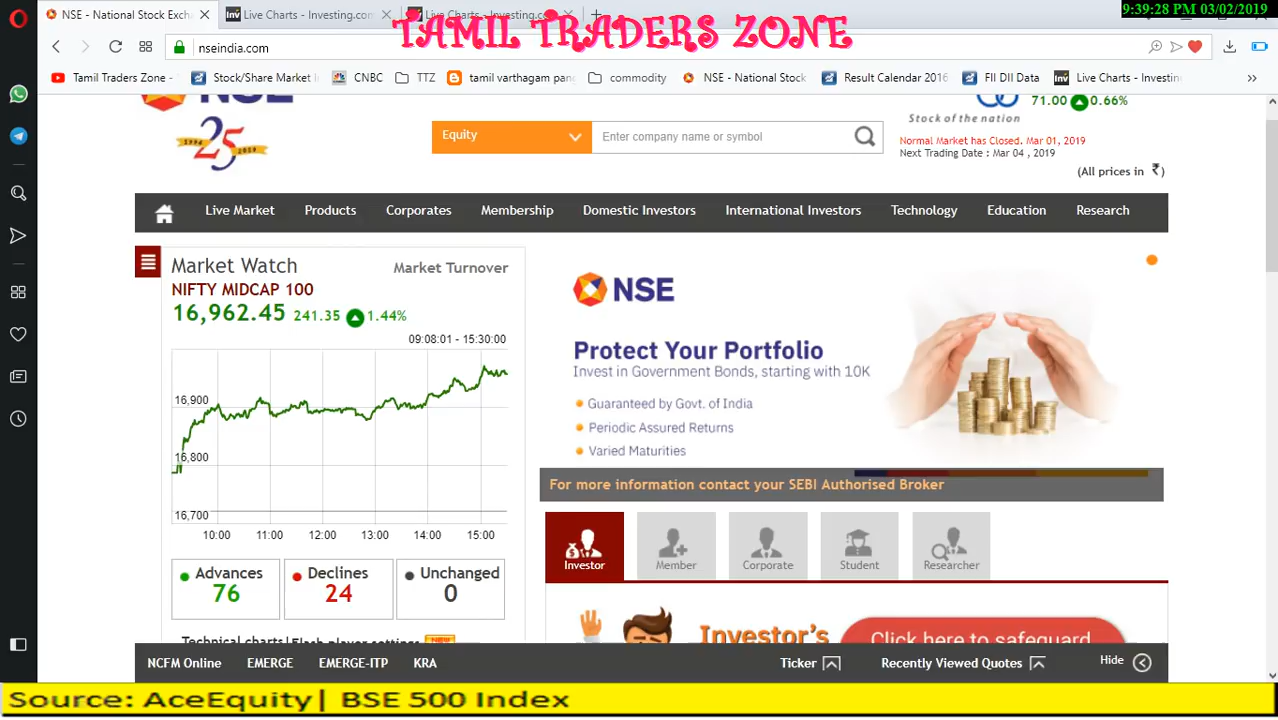 NSE - National Stock Exch
Live Charts - Investing.co
Live Charts - Investing.co
TAMIL TRADERS ZONE
9:39:28 PM 03/02/2019
nseindia.com
Tamil Traders Zone -
Stock/Share Market I
CNBC
TTZ
tamil varthagam pan
commodity
NSE - National Stock
Result Calendar 2016
FII DII Data
Live Charts - Investin
NSE
1994 25 2019
Equity
Enter company name or symbol
71.00 0.66%
Stock of the nation
Normal Market has Closed. Mar 01, 2019
Next Trading Date : Mar 04 , 2019
(All prices in ₹)
Live Market
Products
Corporates
Membership
Domestic Investors
International Investors
Technology
Education
Research
Market Watch
Market Turnover
NIFTY MIDCAP 100
16,962.45 241.35 1.44%
09:08:01 - 15:30:00
16,900
16,800
16,700
10:00 11:00 12:00 13:00 14:00 15:00
Advances
76
Declines
24
Unchanged
0
Technical charts| Flash player settings NEW
NSE
Protect Your Portfolio
Invest in Government Bonds, starting with 10K
Guaranteed by Govt. of India
Periodic Assured Returns
Varied Maturities
For more information contact your SEBI Authorised Broker
Investor
Member
Corporate
Student
Researcher
Investor's
Click here to safeguard
NCFM Online
EMERGE
EMERGE-ITP
KRA
Ticker
Recently Viewed Quotes
Hide
Source: AceEquity| BSE 500 Index